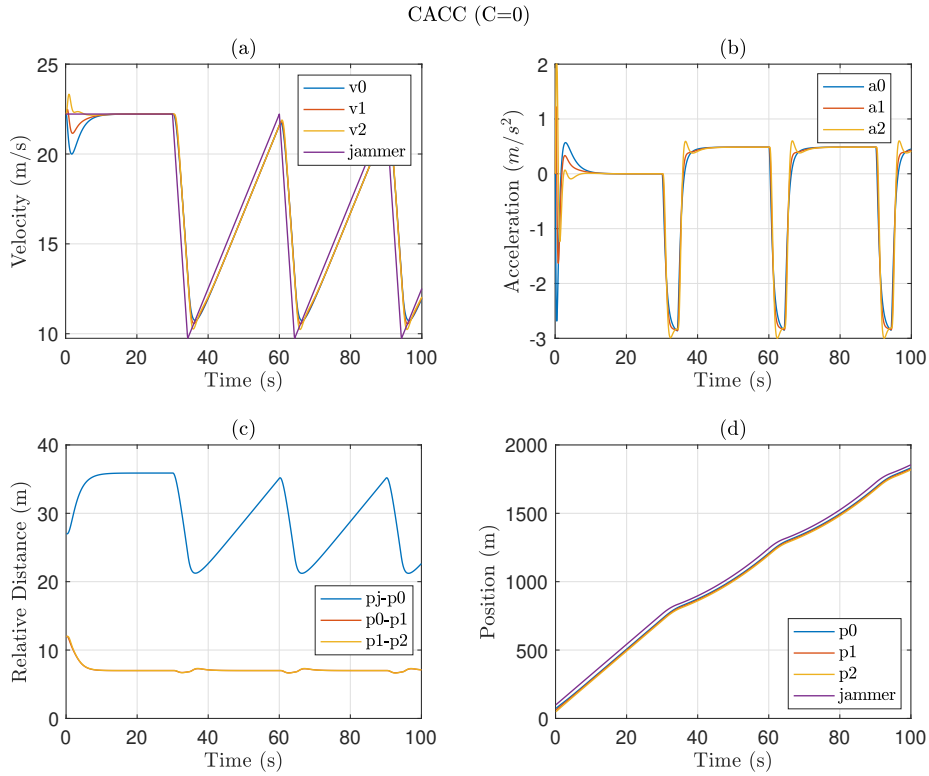 CACC (C=0)
(a)
25
20
15
10
0 20 40 60 80 100
Velocity (m/s)
Time (s)
v0
v1
v2
jammer
(b)
2
1
0
-1
-2
-3
0 20 40 60 80 100
Acceleration (m/s²)
Time (s)
a0
a1
a2
(c)
40
30
20
10
0
0 20 40 60 80 100
Relative Distance (m)
Time (s)
pj-p0
p0-p1
p1-p2
(d)
2000
1500
1000
500
0
0 20 40 60 80 100
Position (m)
Time (s)
p0
p1
p2
jammer